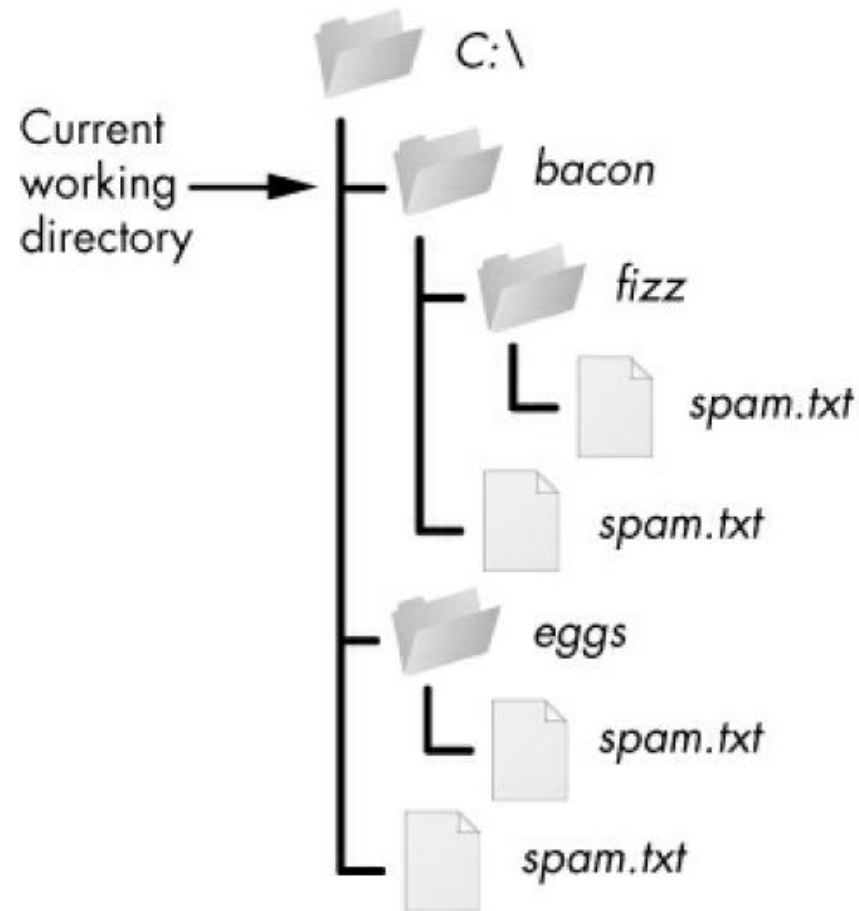 C:\
Current
working
directory
bacon
fizz
spam.txt
spam.txt
eggs
spam.txt
spam.txt